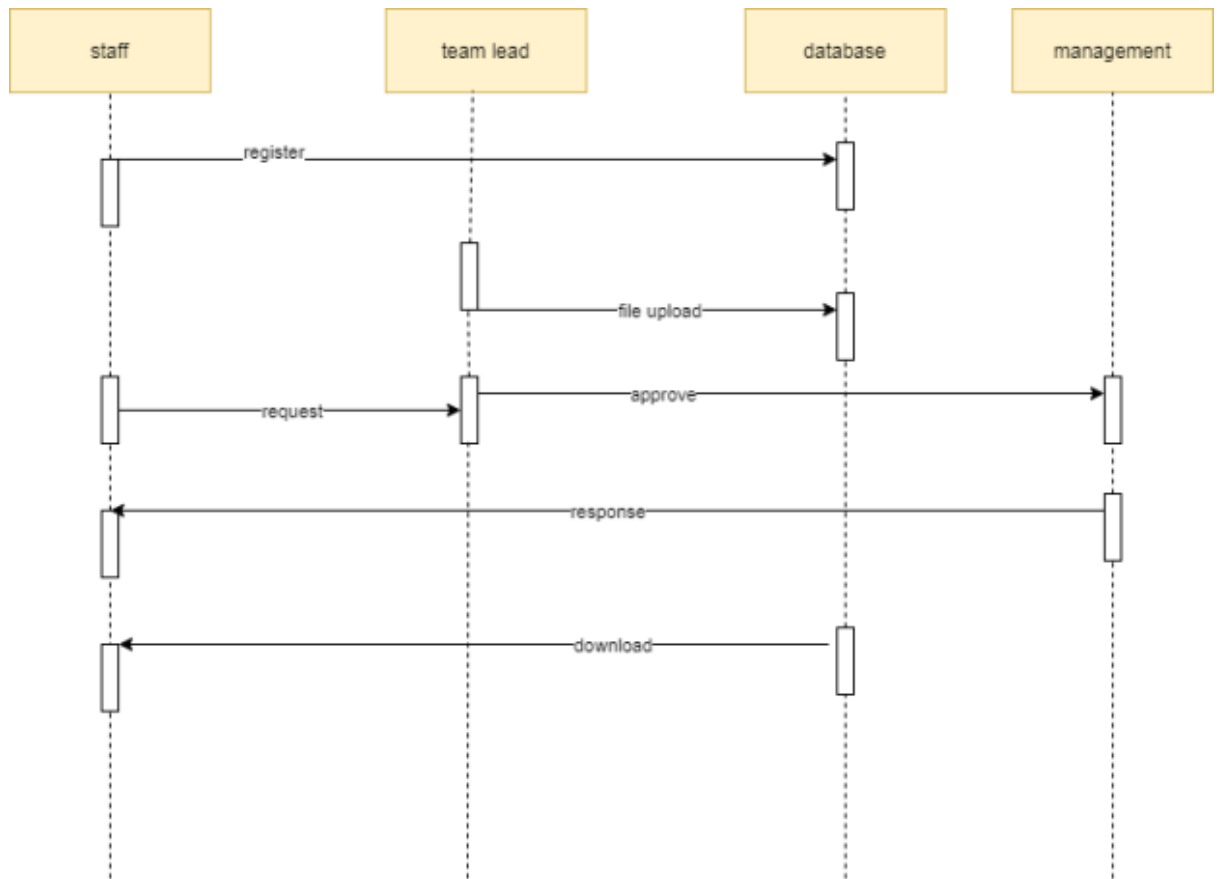 staff
team lead
database
management
register
file upload
approve
request
response
download